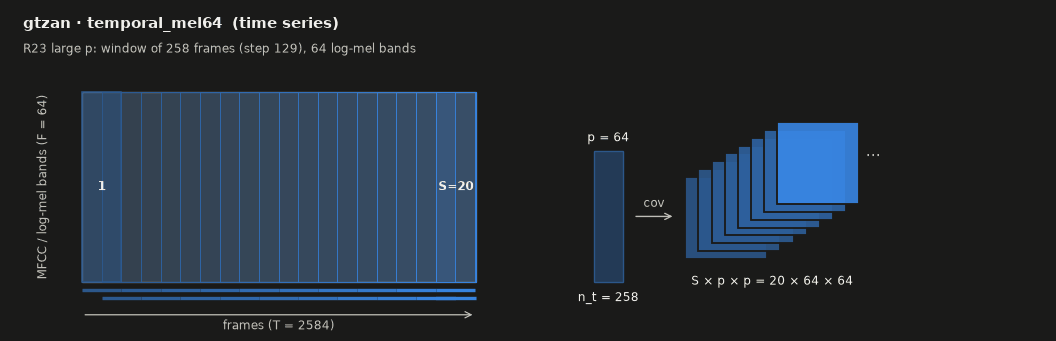 gtzan · temporal_mel64  (time series)
R23 large p: window of 258 frames (step 129), 64 log-mel bands
MFCC / log-mel bands (F = 64)
1
S=20
frames (T = 2584)
p = 64
n_t = 258
cov
...
S × p × p = 20 × 64 × 64